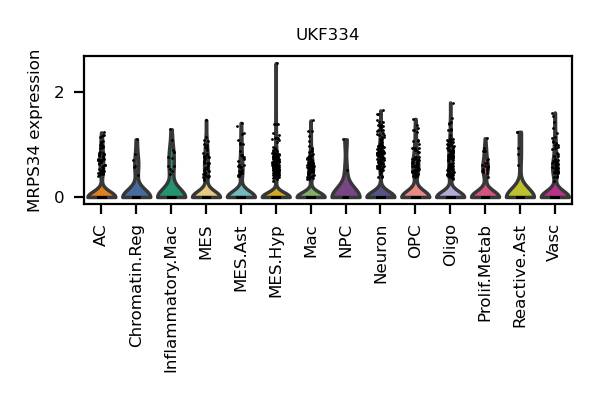 UKF334
MRPS34 expression
2
0
AC
Chromatin.Reg
Inflammatory.Mac
MES
MES.Ast
MES.Hyp
Mac
NPC
Neuron
OPC
Oligo
Prolif.Metab
Reactive.Ast
Vasc